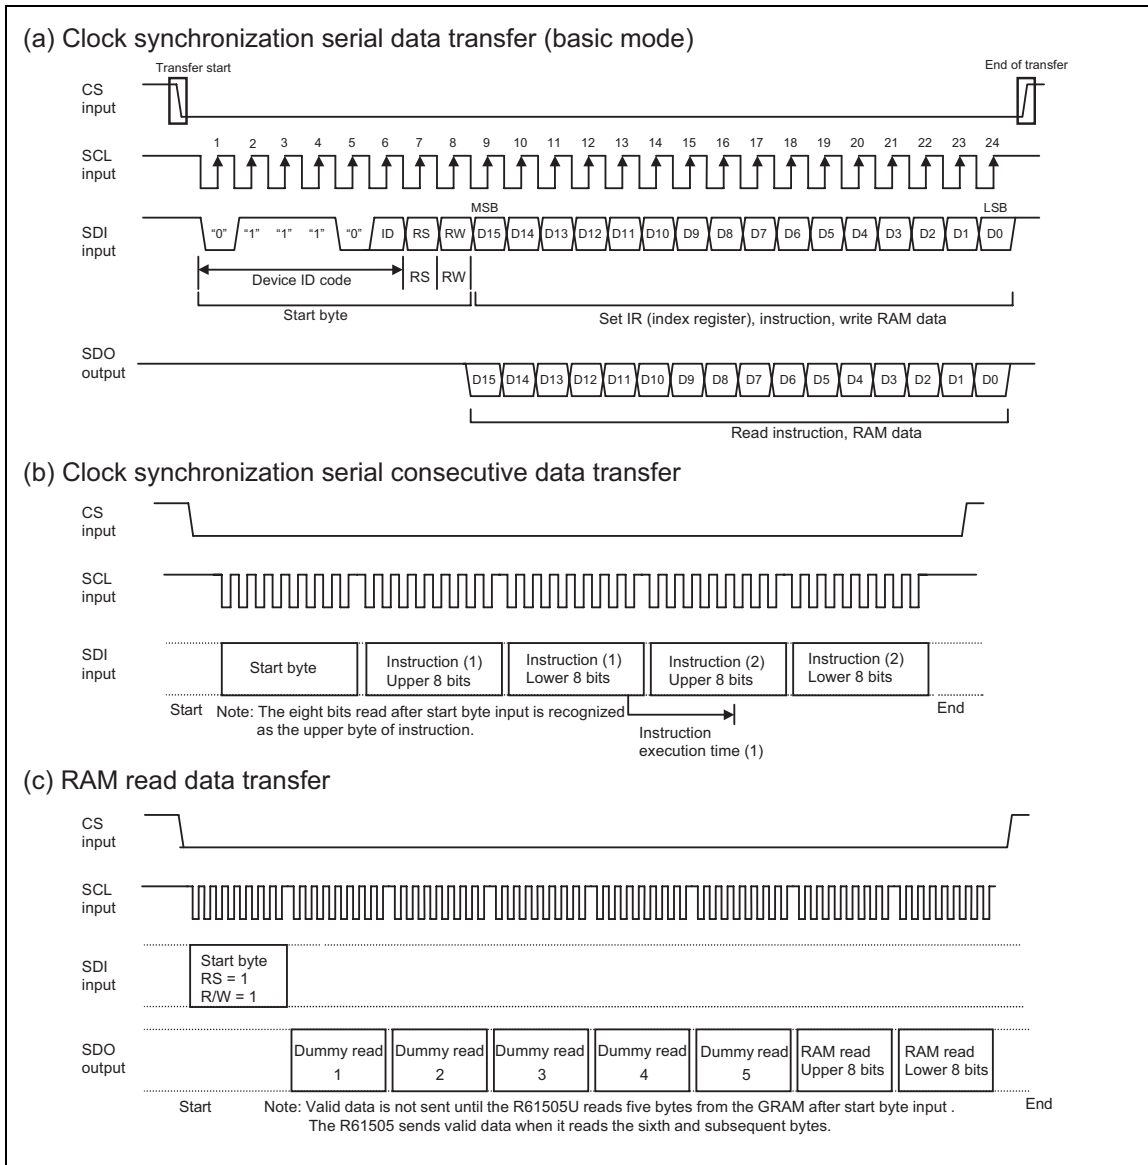 (a) Clock synchronization serial data transfer (basic mode)
Transfer start
End of transfer
CS
input
1 2 3 4 5 6 7 8 9 10 11 12 13 14 15 16 17 18 19 20 21 22 23 24
SCL
input
MSB
LSB
SDI
input
“0” “1” “1” “1” “0” ID RS RW D15 D14 D13 D12 D11 D10 D9 D8 D7 D6 D5 D4 D3 D2 D1 D0
Device ID code
RS
RW
Start byte
Set IR (index register), instruction, write RAM data
SDO
output
D15 D14 D13 D12 D11 D10 D9 D8 D7 D6 D5 D4 D3 D2 D1 D0
Read instruction, RAM data
(b) Clock synchronization serial consecutive data transfer
CS
input
SCL
input
SDI
input
Start byte
Instruction (1)
Upper 8 bits
Instruction (1)
Lower 8 bits
Instruction (2)
Upper 8 bits
Instruction (2)
Lower 8 bits
Start
Note: The eight bits read after start byte input is recognized
as the upper byte of instruction.
End
Instruction
execution time (1)
(c) RAM read data transfer
CS
input
SCL
input
SDI
input
Start byte
RS = 1
R/W = 1
SDO
output
Dummy read
1
Dummy read
2
Dummy read
3
Dummy read
4
Dummy read
5
RAM read
Upper 8 bits
RAM read
Lower 8 bits
Start
Note: Valid data is not sent until the R61505U reads five bytes from the GRAM after start byte input .
The R61505 sends valid data when it reads the sixth and subsequent bytes.
End